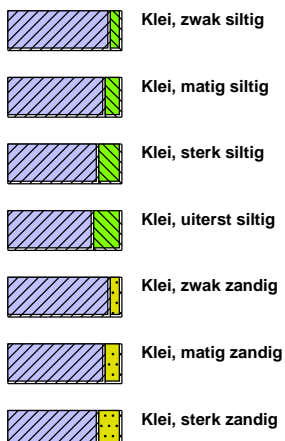 Klei, zwak siltig
Klei, matig siltig
Klei, sterk siltig
Klei, uiterst siltig
Klei, zwak zandig
Klei, matig zandig
Klei, sterk zandig